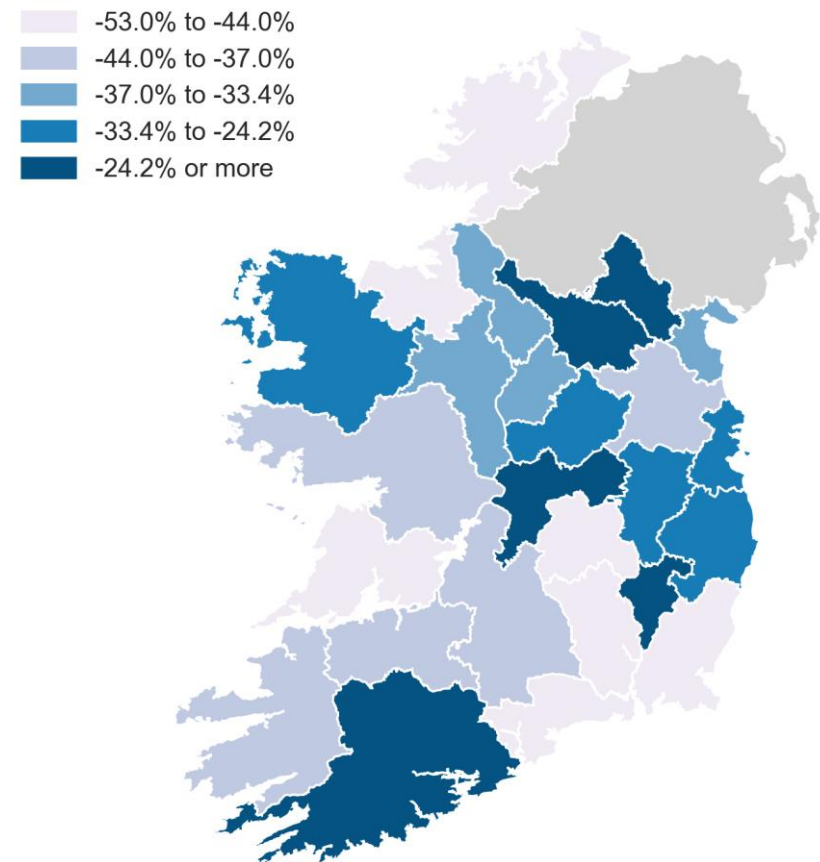 -53.0% to -44.0%
-44.0% to -37.0%
-37.0% to -33.4%
-33.4% to -24.2%
-24.2% or more